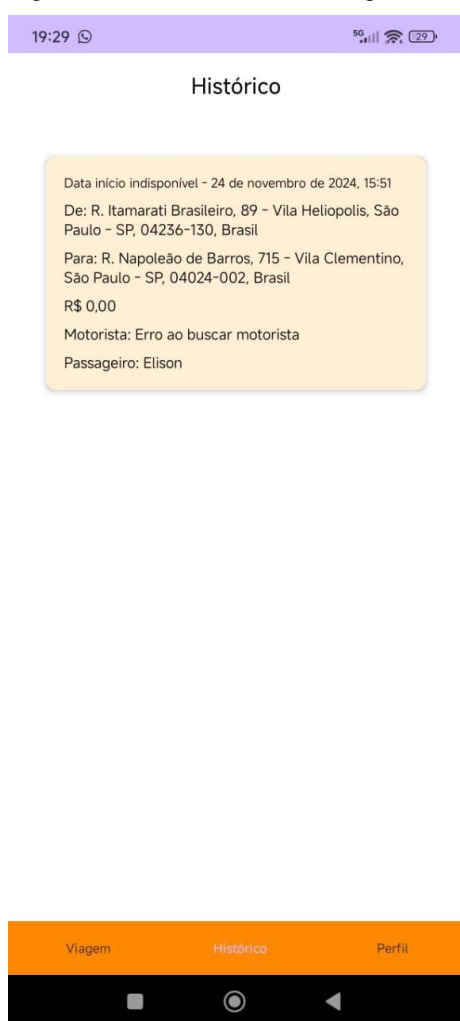 19:29
5G
29
Histórico
Data início indisponível - 24 de novembro de 2024, 15:51
De: R. Itamarati Brasileiro, 89 - Vila Heliopolis, São
Paulo - SP, 04236-130, Brasil
Para: R. Napoleão de Barros, 715 - Vila Clementino,
São Paulo - SP, 04024-002, Brasil
R$ 0,00
Motorista: Erro ao buscar motorista
Passageiro: Elison
Viagem
Histórico
Perfil